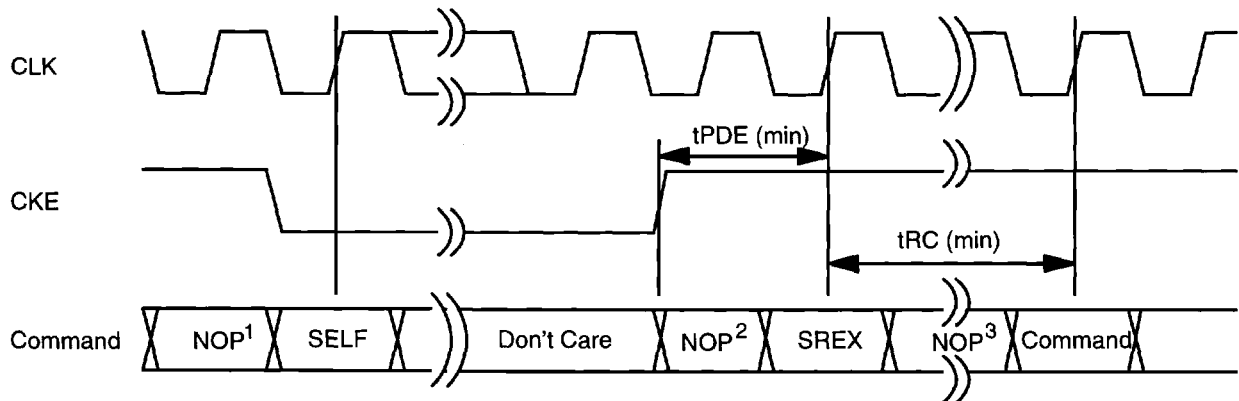 CLK
tPDE (min)
CKE
tRC (min)
Command NOP¹ SELF Don't Care NOP² SREX NOP³ Command